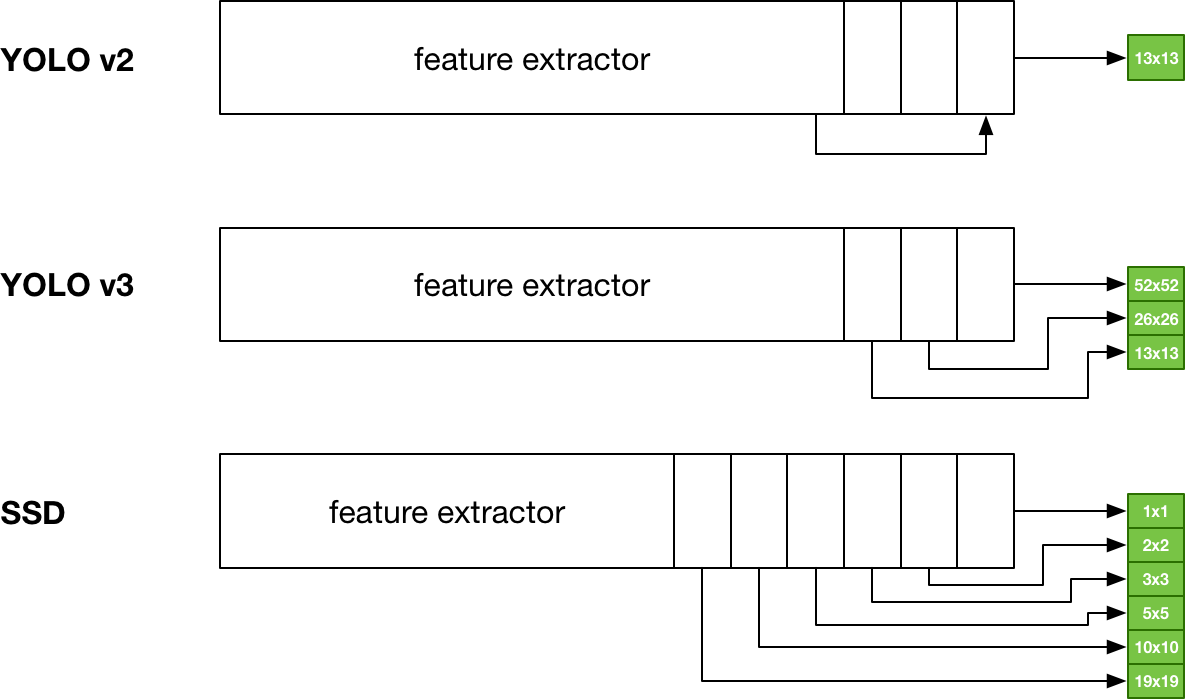 YOLO v2
feature extractor
13x13
YOLO v3
feature extractor
52x52
26x26
13x13
SSD
feature extractor
1x1
2x2
3x3
5x5
10x10
19x19